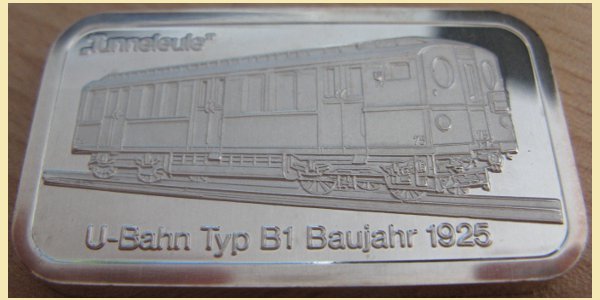 „Tunneleule"
U-Bahn Typ B1 Baujahr 1925